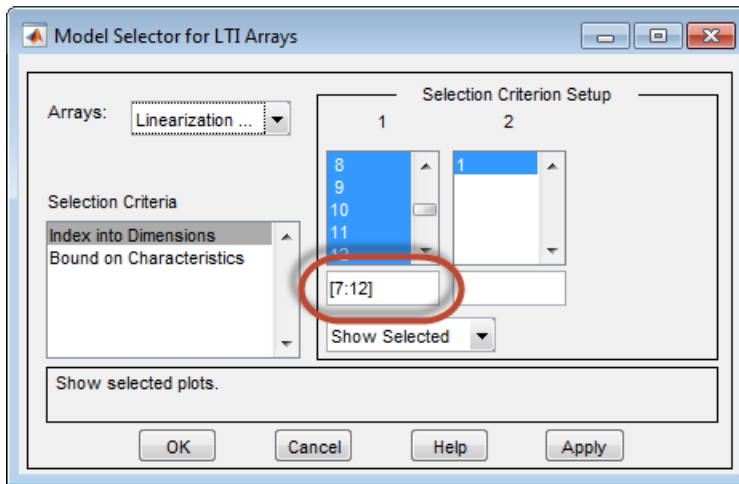 Model Selector for LTI Arrays
Arrays:
Linearization ...
Selection Criterion Setup
1
2
8
9
10
11
12
1
Selection Criteria
Index into Dimensions
Bound on Characteristics
[7:12]
Show Selected
Show selected plots.
OK
Cancel
Help
Apply